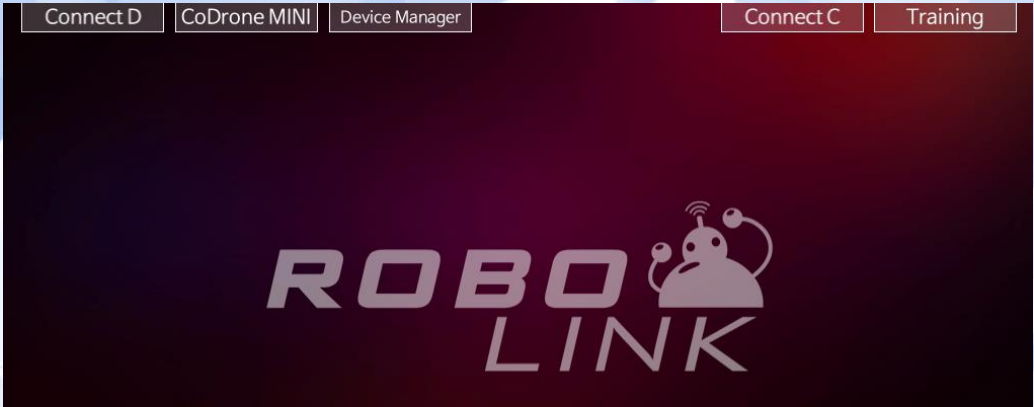 Connect D CoDrone MINI Device Manager Connect C Training
ROBO
LINK